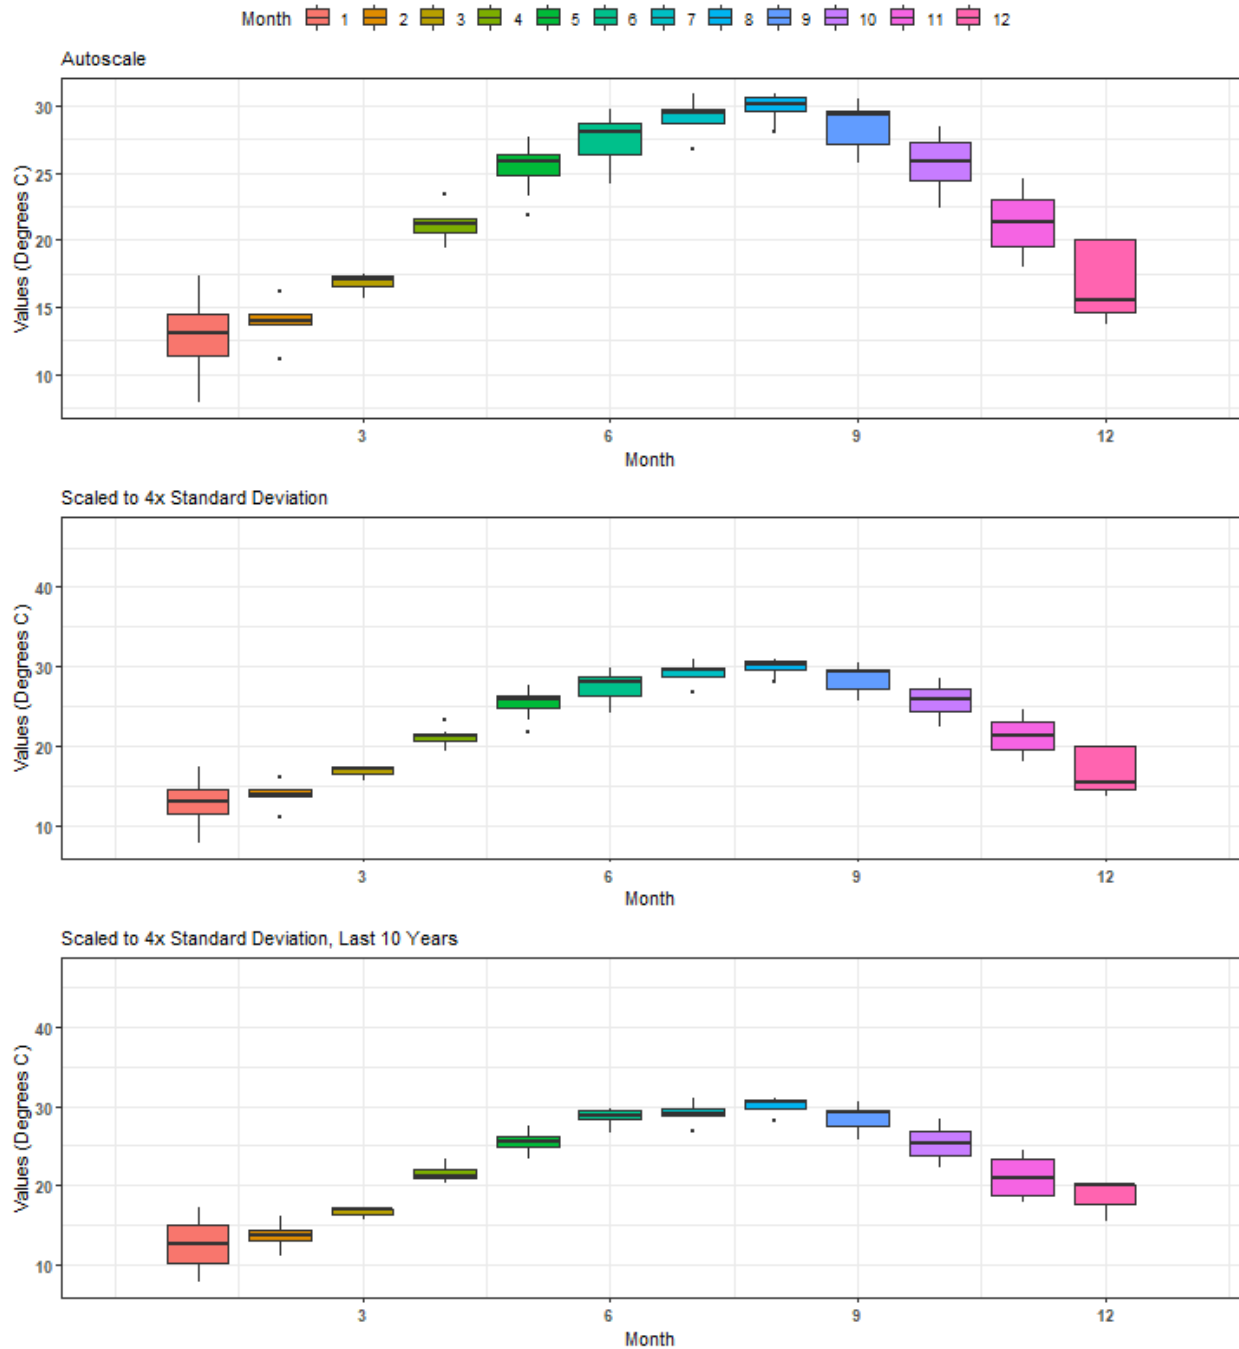 Month 1 2 3 4 5 6 7 8 9 10 11 12
Autoscale
Values (Degrees C)
30
25
20
15
10
3 6 9 12
Month
Scaled to 4x Standard Deviation
Values (Degrees C)
40
30
20
10
3 6 9 12
Month
Scaled to 4x Standard Deviation, Last 10 Years
Values (Degrees C)
40
30
20
10
3 6 9 12
Month